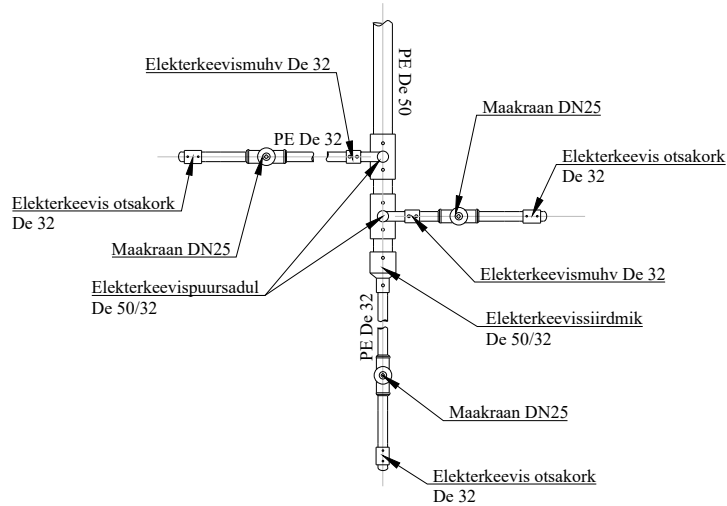 Elekterkeevismuhv De 32
PE De 50
Maakraan DN25
PE De 32
Elekterkeevis otsakork
De 32
Elekterkeevis otsakork
De 32
Maakraan DN25
Elekterkeevismuhv De 32
Elekterkeevispuursadul
De 50/32
PE De 32
Elekterkeevissiirdmik
De 50/32
Maakraan DN25
Elekterkeevis otsakork
De 32